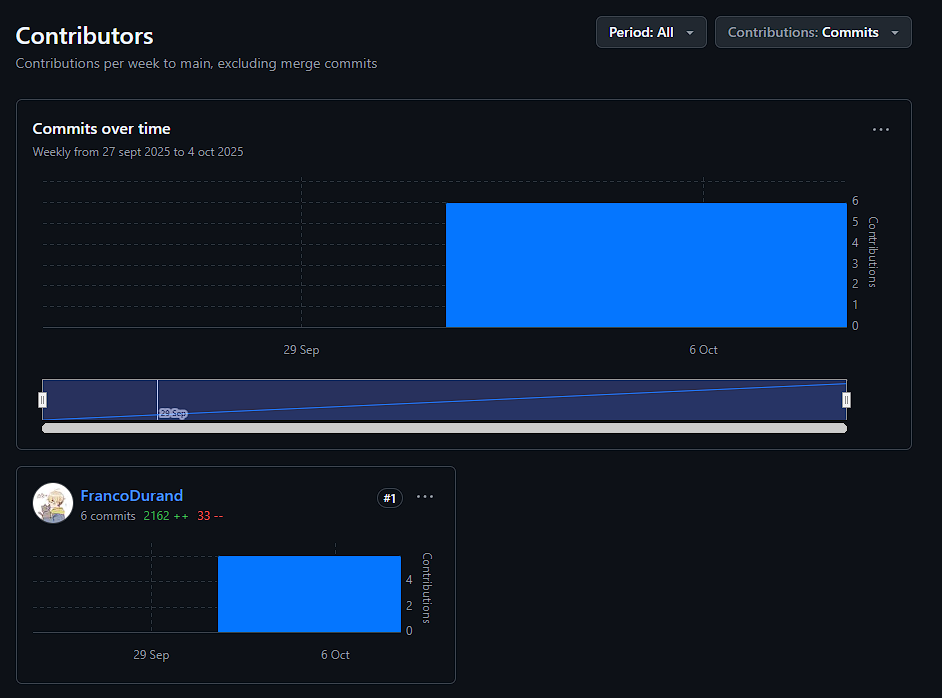 Contributors
Period: All
Contributions: Commits
Contributions per week to main, excluding merge commits
Commits over time
Weekly from 27 sept 2025 to 4 oct 2025
6
5
4
3
2
1
0
Contributions
29 Sep
6 Oct
29 Sep
FrancoDurand
#1
6 commits 2162 ++ 33 --
4
2
0
Contributions
29 Sep
6 Oct